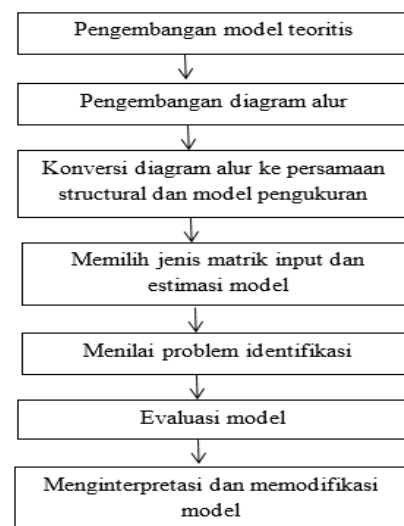 Pengembangan model teoritis
Pengembangan diagram alur
Konversi diagram alur ke persamaan
structural dan model pengukuran
Memilih jenis matrik input dan
estimasi model
Menilai problem identifikasi
Evaluasi model
Menginterpretasi dan memodifikasi
model